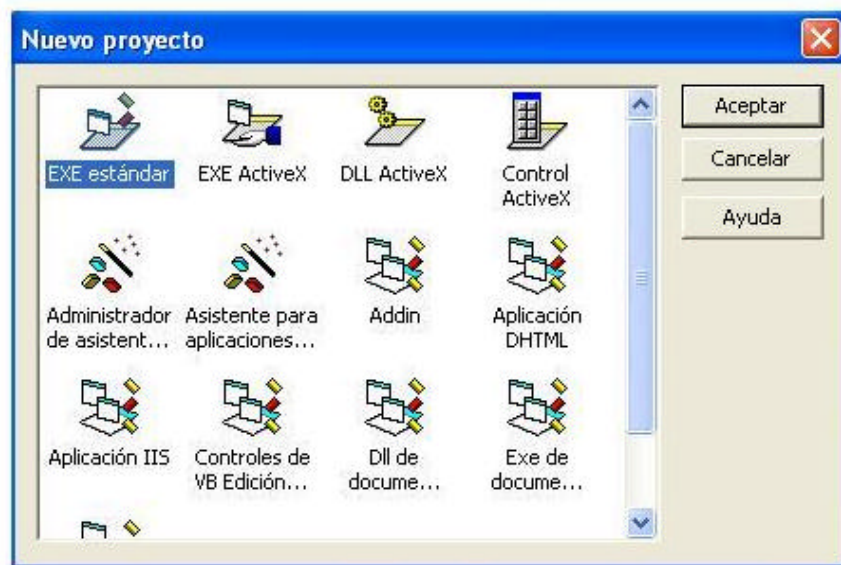 Nuevo proyecto
EXE estándar
EXE ActiveX
DLL ActiveX
Control
ActiveX
Aceptar
Cancelar
Ayuda
Administrador
de asistent...
Asistente para
aplicaciones...
Addin
Aplicación
DHTML
Aplicación IIS
Controles de
VB Edición...
Dll de
docume...
Exe de
docume...